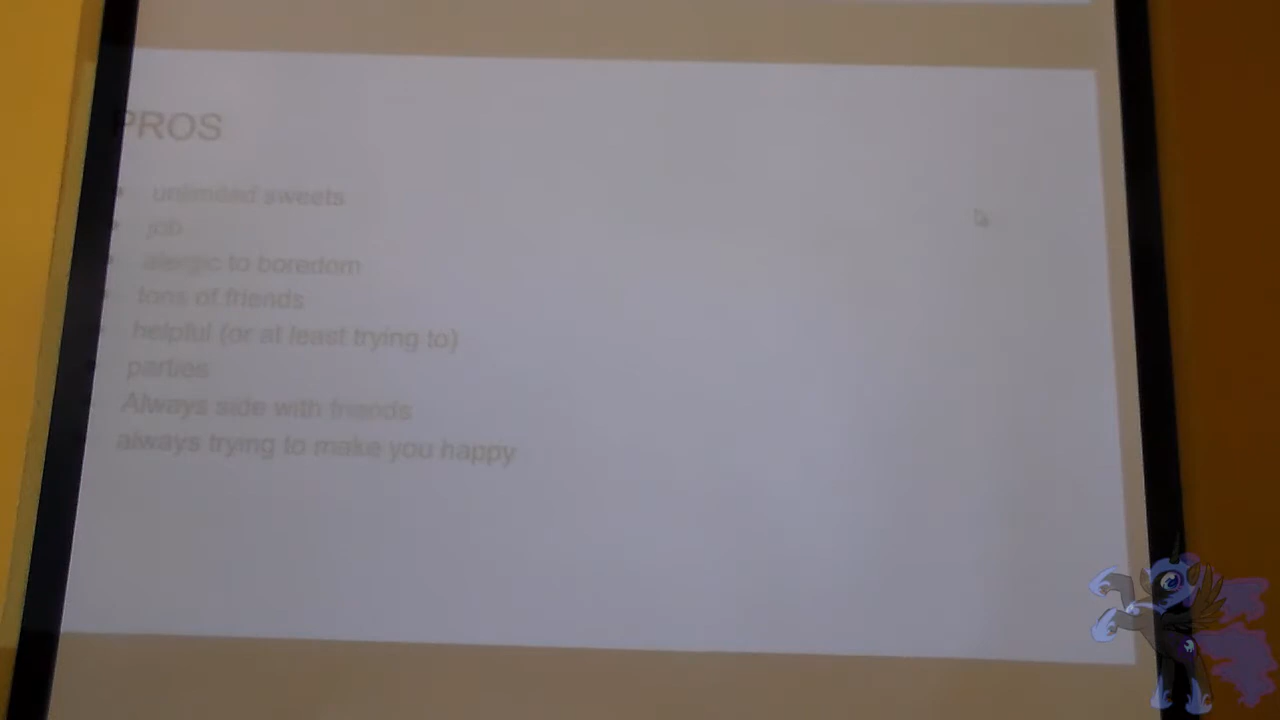 PROS
unlimited sweets
job
alergic to boredom
tons of friends
helpful (or at least trying to)
parties
Always side with friends
always trying to make you happy